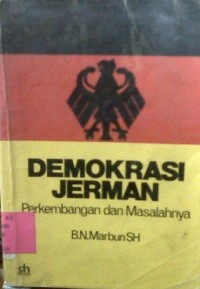 DEMOKRASI
JERMAN
Perkembangan dan Masalahnya
B.N.Marbun SH
sh